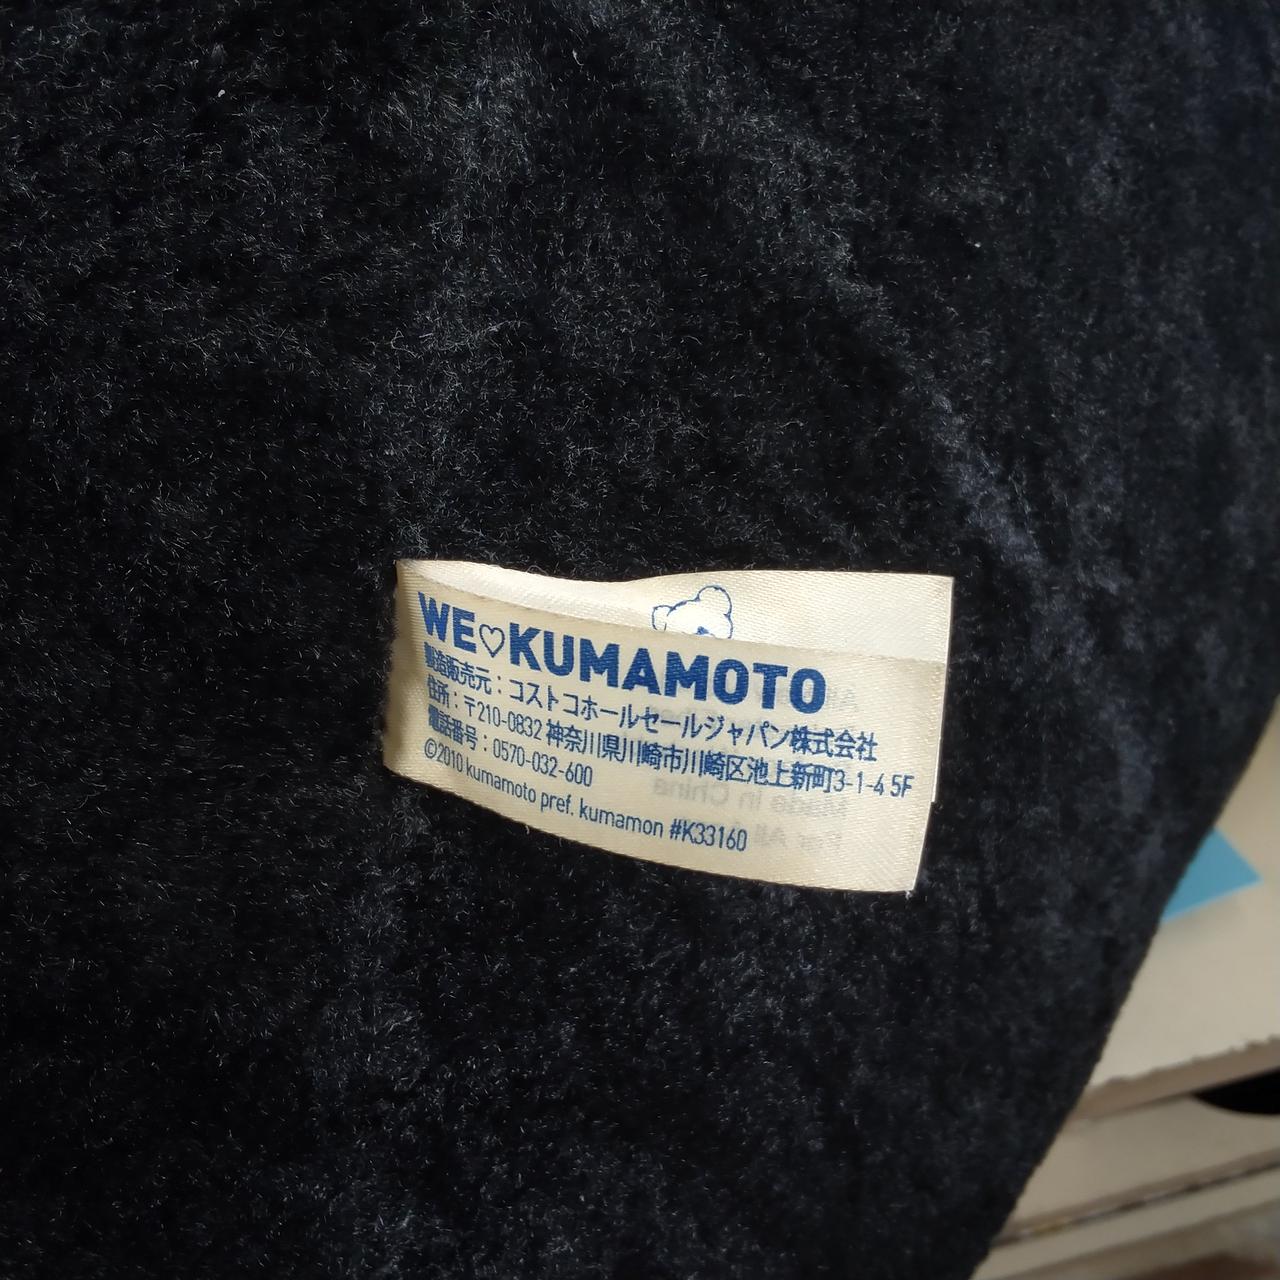 WE♡KUMAMOTO
製造販売元：コストコホールセールジャパン株式会社
住所：〒210-0832 神奈川県川崎市川崎区池上新町3-1-4 5F
電話番号：0570-032-600
©2010 kumamoto pref. kumamon #K33160
Made in China